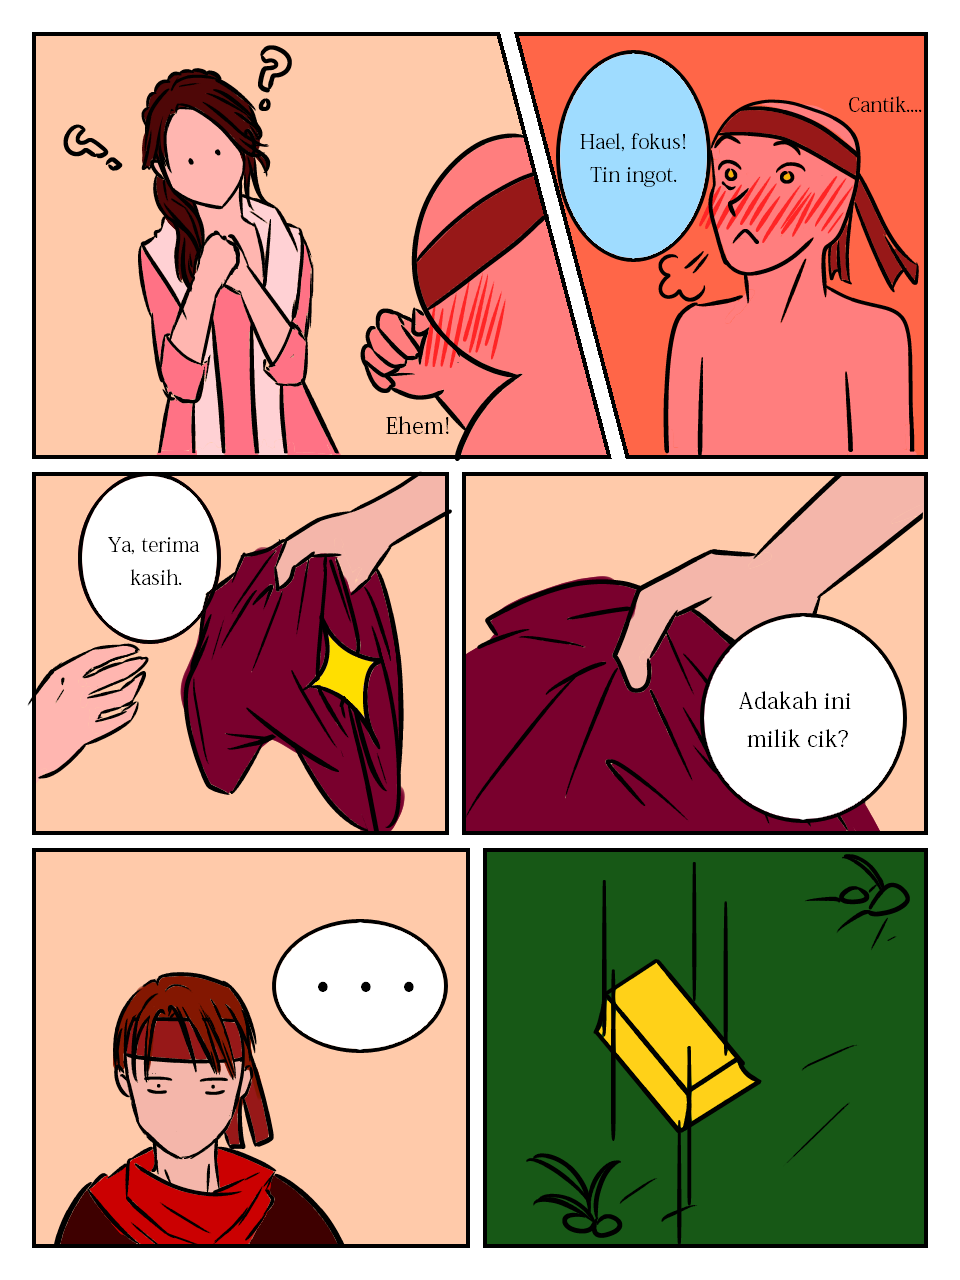 ?
?
Ehem!
Cantik....
Hael, fokus!
Tin ingot.
Ya, terima
kasih.
Adakah ini
milik cik?
...